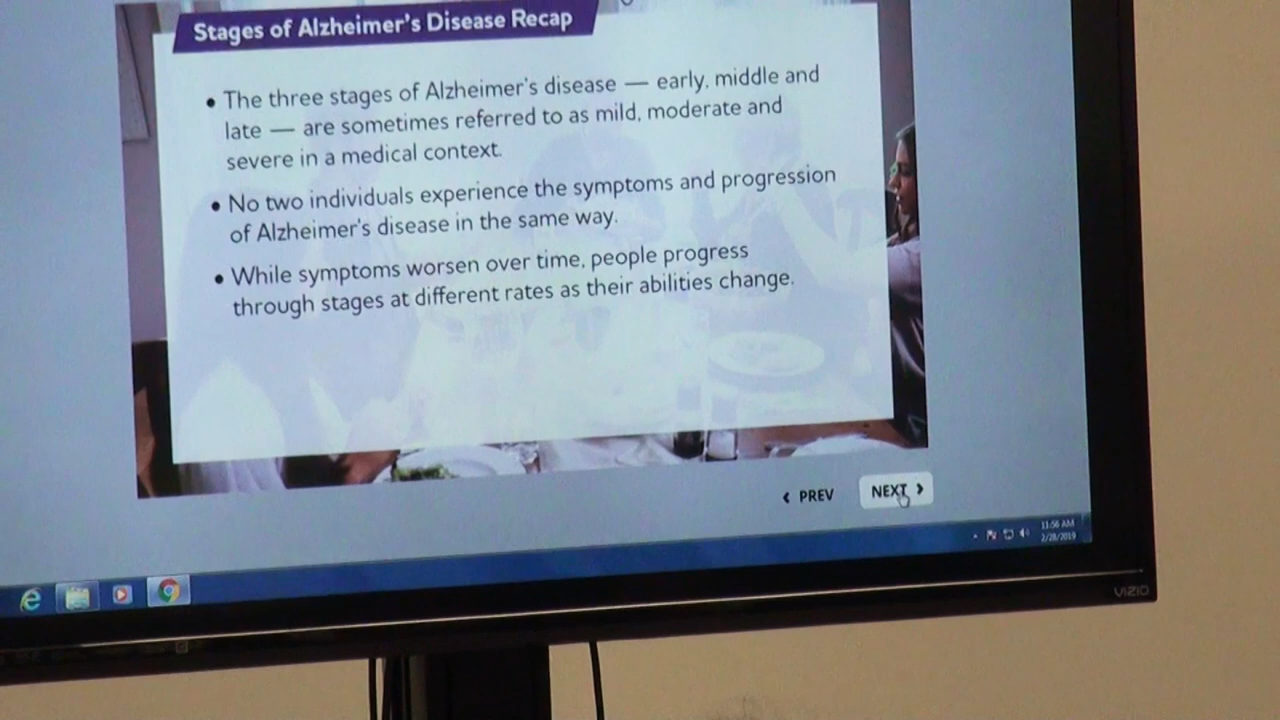 Stages of Alzheimer's Disease Recap
• The three stages of Alzheimer's disease — early, middle and
late — are sometimes referred to as mild, moderate and
severe in a medical context.
• No two individuals experience the symptoms and progression
of Alzheimer's disease in the same way.
• While symptoms worsen over time, people progress
through stages at different rates as their abilities change.
‹ PREV
NEXT ›
11:56 AM
2/28/2019
VIZIO